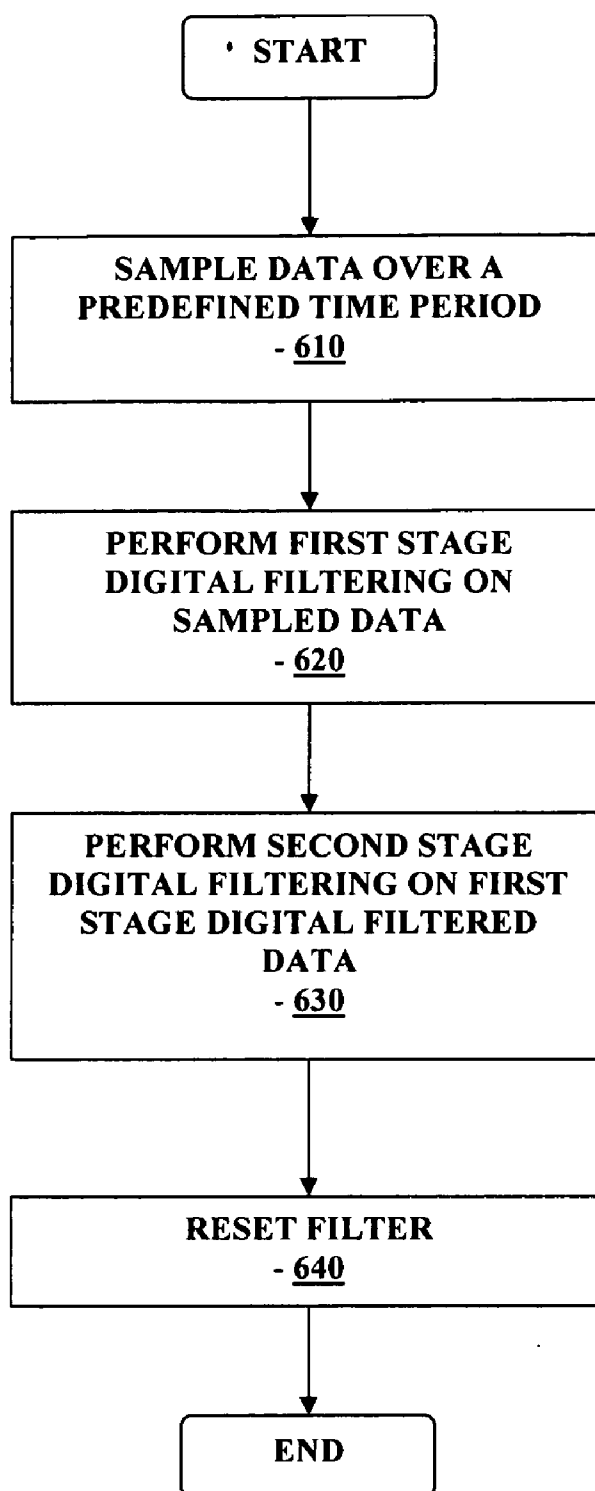 START
SAMPLE DATA OVER A
PREDEFINED TIME PERIOD
- 610
PERFORM FIRST STAGE
DIGITAL FILTERING ON
SAMPLED DATA
- 620
PERFORM SECOND STAGE
DIGITAL FILTERING ON FIRST
STAGE DIGITAL FILTERED
DATA
- 630
RESET FILTER
- 640
END